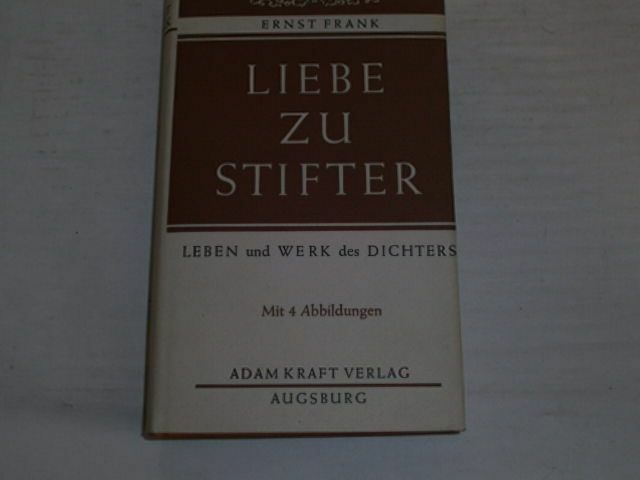 ERNST FRANK
LIEBE
ZU
STIFTER
LEBEN und WERK des DICHTERS
Mit 4 Abbildungen
ADAM KRAFT VERLAG
AUGSBURG